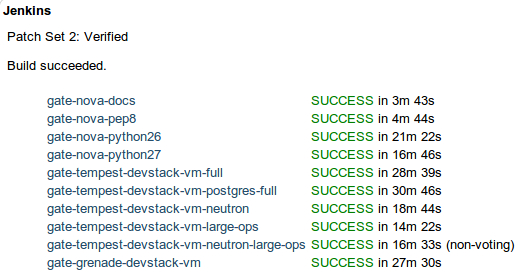 Jenkins
Patch Set 2: Verified
Build succeeded.
gate-nova-docs SUCCESS in 3m 43s
gate-nova-pep8 SUCCESS in 4m 44s
gate-nova-python26 SUCCESS in 21m 22s
gate-nova-python27 SUCCESS in 16m 46s
gate-tempest-devstack-vm-full SUCCESS in 28m 39s
gate-tempest-devstack-vm-postgres-full SUCCESS in 30m 46s
gate-tempest-devstack-vm-neutron SUCCESS in 18m 44s
gate-tempest-devstack-vm-large-ops SUCCESS in 14m 22s
gate-tempest-devstack-vm-neutron-large-ops SUCCESS in 16m 33s (non-voting)
gate-grenade-devstack-vm SUCCESS in 27m 30s